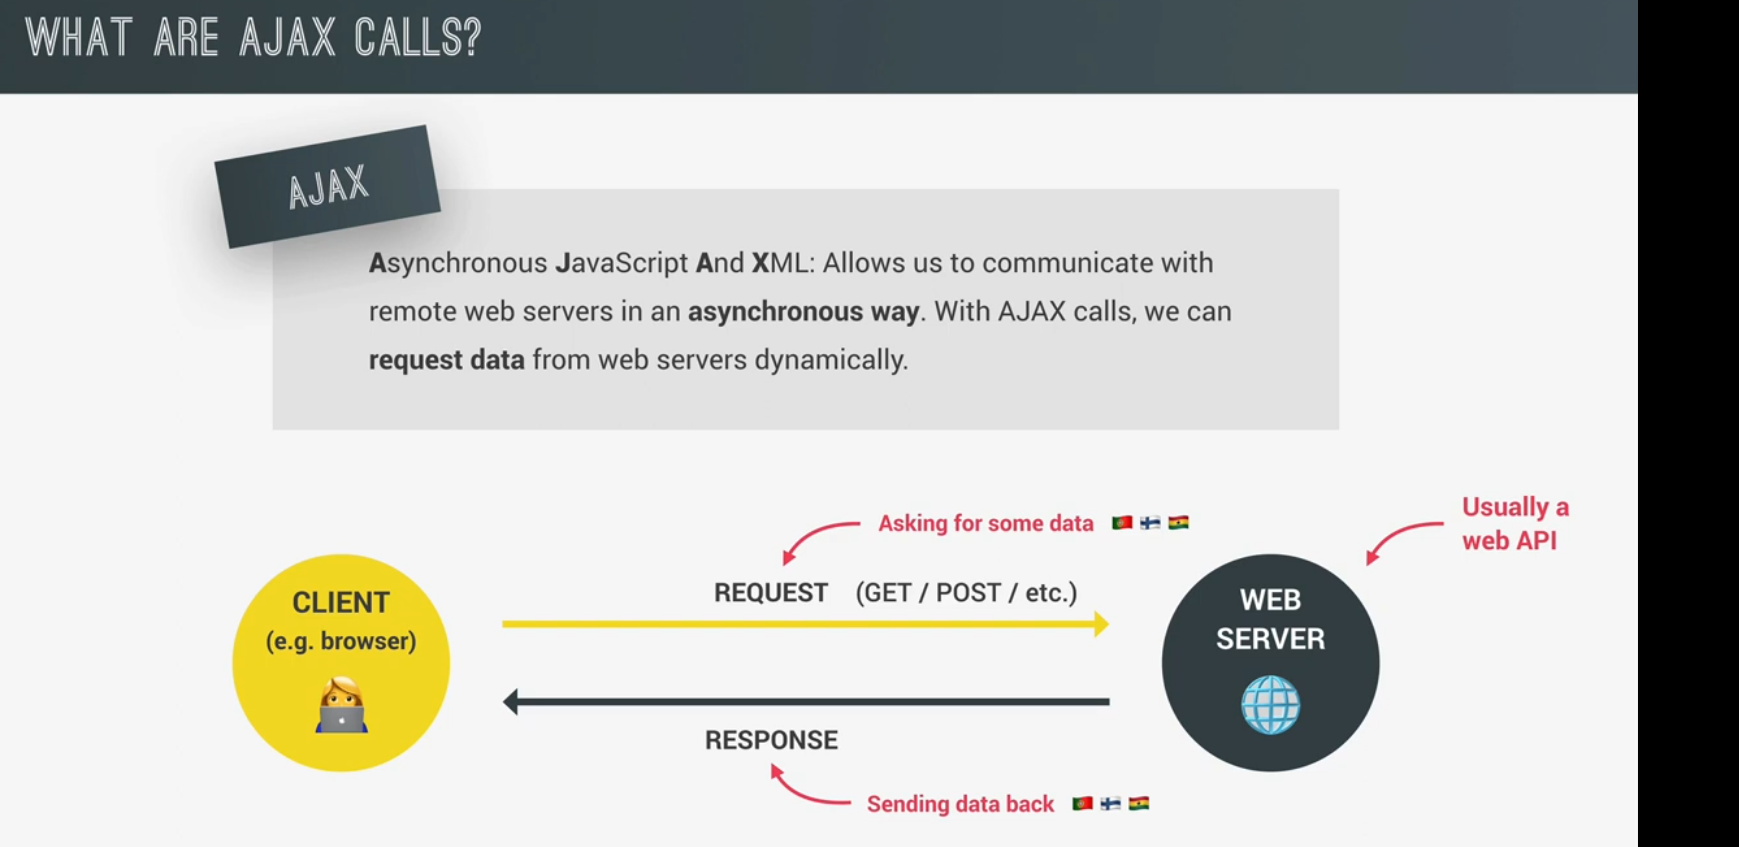 WHAT ARE AJAX CALLS?
AJAX
Asynchronous JavaScript And XML: Allows us to communicate with
remote web servers in an asynchronous way. With AJAX calls, we can
request data from web servers dynamically.
Usually a
web API
Asking for some data
REQUEST (GET / POST / etc.)
CLIENT
(e.g. browser)
WEB
SERVER
RESPONSE
Sending data back